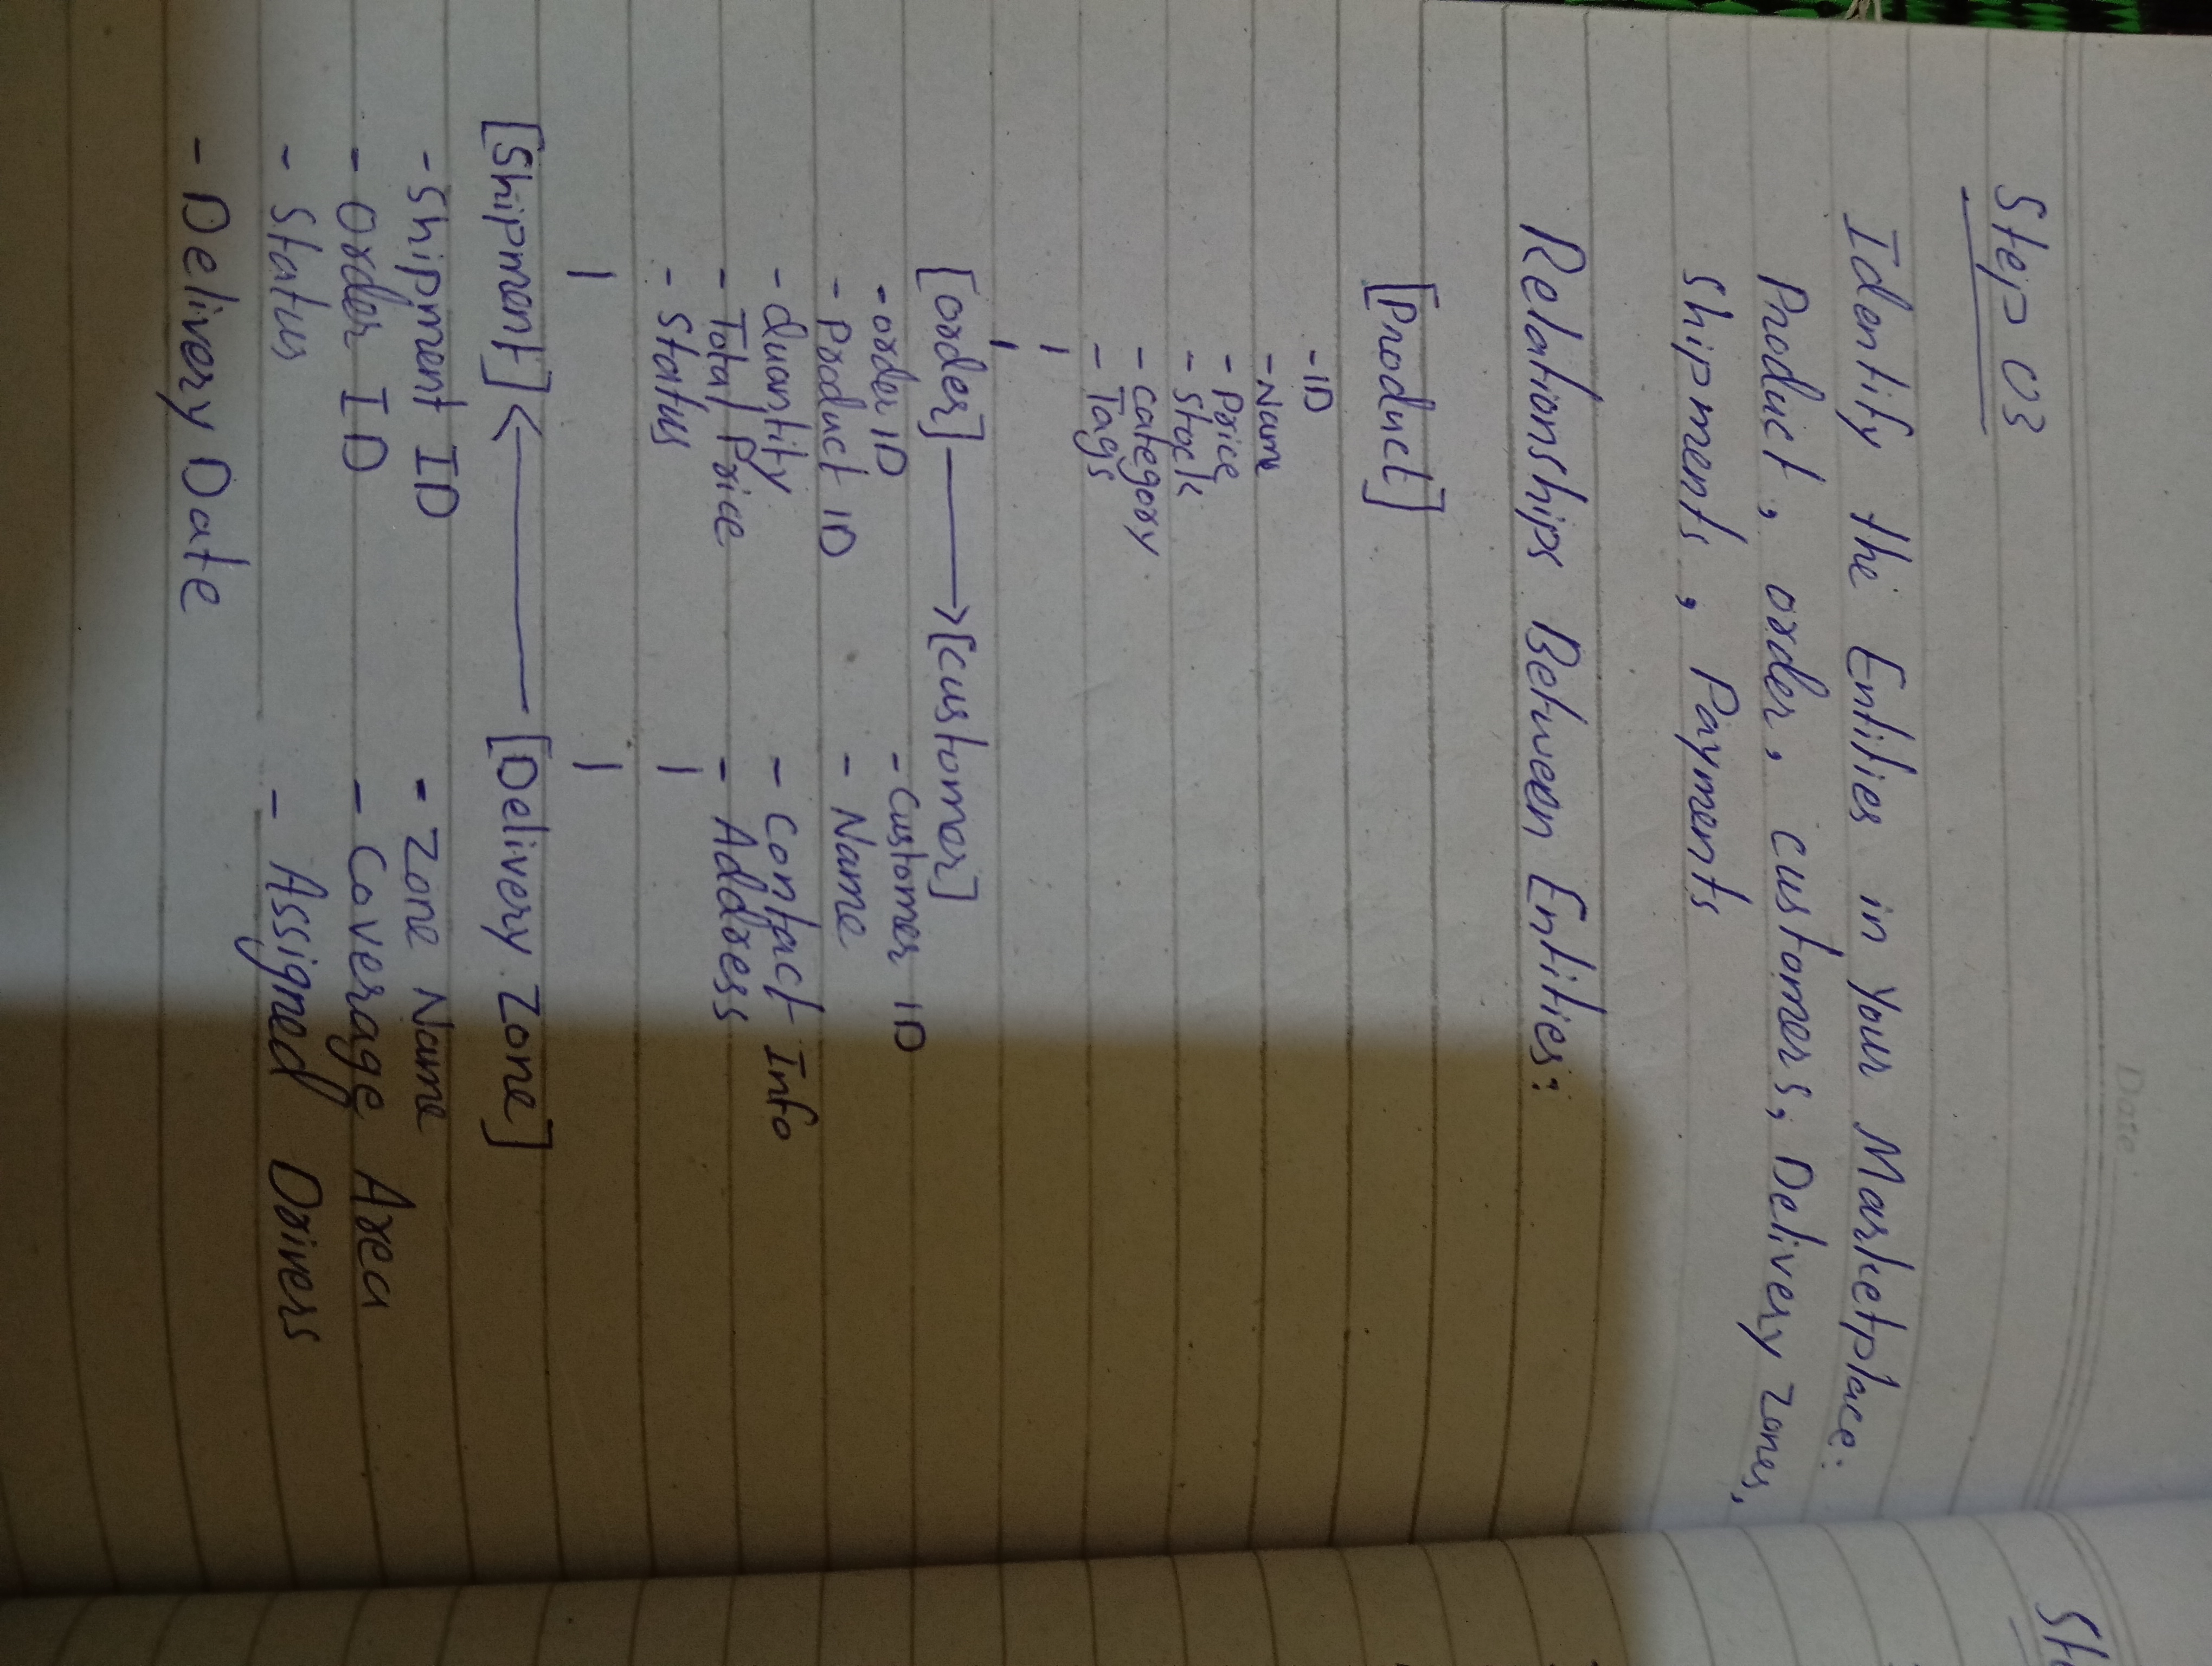 Date
Step 03
Identify the Entities in Your Marketplace:
Product, order, customers, Delivery Zones,
Shipments, Payments
Relationships Between Entities:
[Product]
- ID
- Name
- Price
- Stock
- category
- Tags
[order] → [customer]
- order ID - Customer ID
- Product ID - Name
- Quantity - Contact Info
- Total Price - Address
- Status
[Shipment] ← [Delivery Zone]
- Shipment ID - Zone Name
- Order ID - Coverage Area
- Status - Assigned Drivers
- Delivery Date